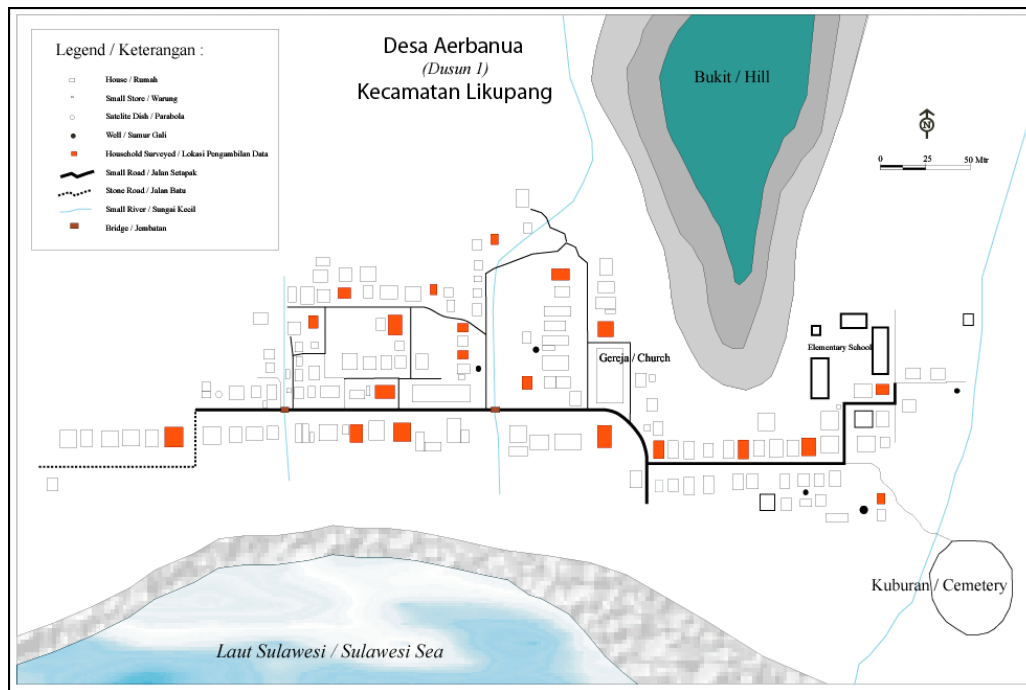 Legend / Keterangan :
House / Rumah
Small Store / Warung
Satelite Dish / Parabola
Well / Sumur Gali
Household Surveyed / Lokasi Pengambilan Data
Small Road / Jalan Setapak
Stone Road / Jalan Batu
Small River / Sungai Kecil
Bridge / Jembatan
Desa Aerbanua
(Dusun 1)
Kecamatan Likupang
Bukit / Hill
N
0 25 50 Mtr
Elementary School
Gereja / Church
Kuburan / Cemetery
Laut Sulawesi / Sulawesi Sea